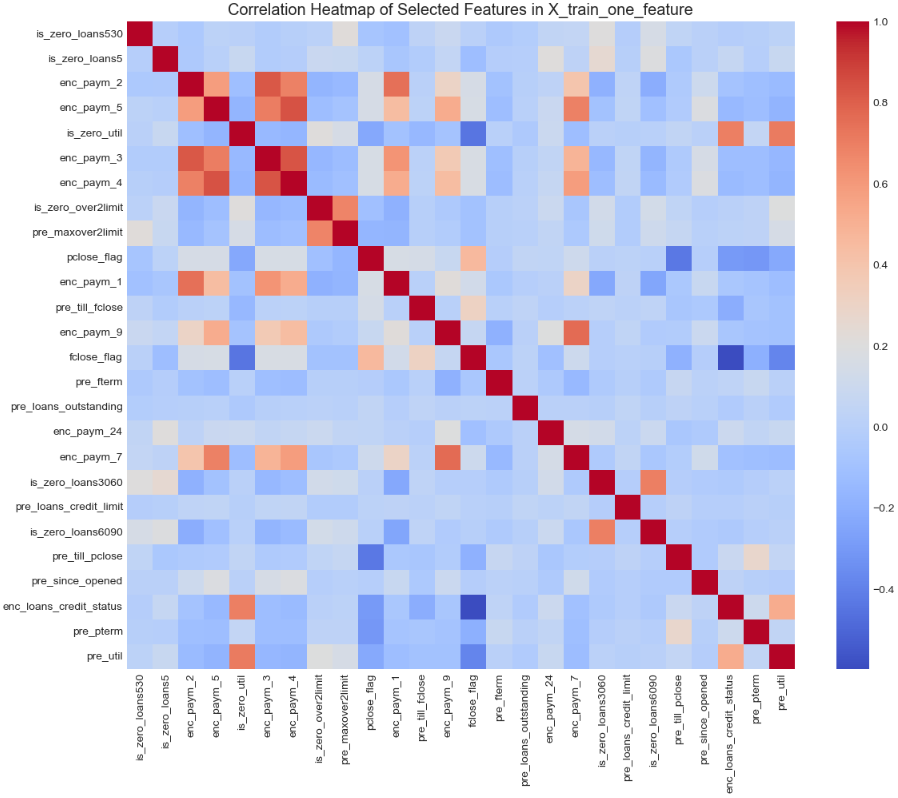 Correlation Heatmap of Selected Features in X_train_one_feature
is_zero_loans530
is_zero_loans5
enc_paym_2
enc_paym_5
is_zero_util
enc_paym_3
enc_paym_4
is_zero_over2limit
pre_maxover2limit
pclose_flag
enc_paym_1
pre_till_fclose
enc_paym_9
fclose_flag
pre_fterm
pre_loans_outstanding
enc_paym_24
enc_paym_7
is_zero_loans3060
pre_loans_credit_limit
is_zero_loans6090
pre_till_pclose
pre_since_opened
enc_loans_credit_status
pre_pterm
pre_util
is_zero_loans530
is_zero_loans5
enc_paym_2
enc_paym_5
is_zero_util
enc_paym_3
enc_paym_4
is_zero_over2limit
pre_maxover2limit
pclose_flag
enc_paym_1
pre_till_fclose
enc_paym_9
fclose_flag
pre_fterm
pre_loans_outstanding
enc_paym_24
enc_paym_7
is_zero_loans3060
pre_loans_credit_limit
is_zero_loans6090
pre_till_pclose
pre_since_opened
enc_loans_credit_status
pre_pterm
pre_util
1.0
0.8
0.6
0.4
0.2
0.0
−0.2
−0.4